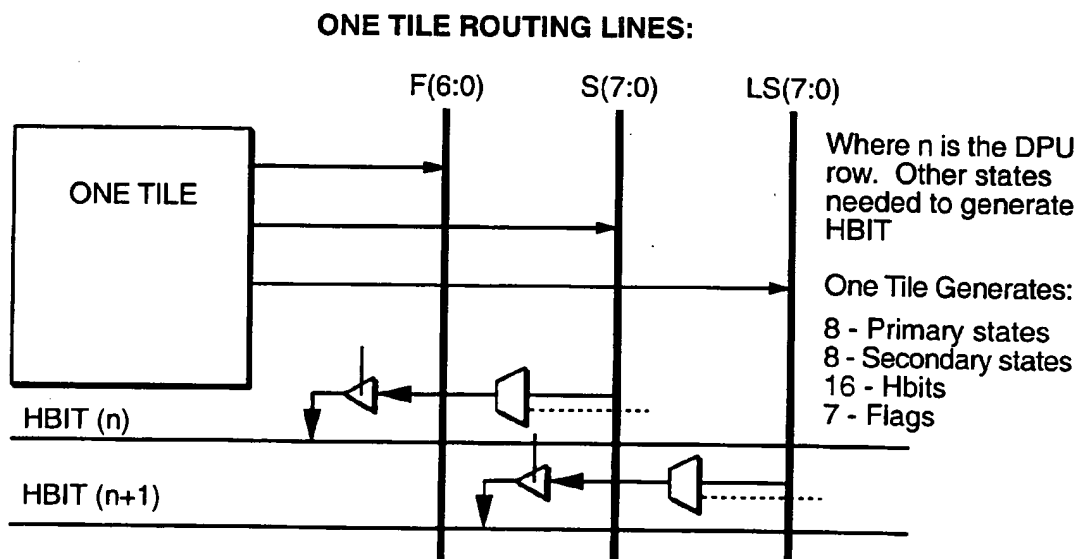 ONE TILE ROUTING LINES:
F(6:0) S(7:0) LS(7:0)
ONE TILE
Where n is the DPU
row. Other states
needed to generate
HBIT
One Tile Generates:
8 - Primary states
8 - Secondary states
16 - Hbits
7 - Flags
HBIT (n)
HBIT (n+1)